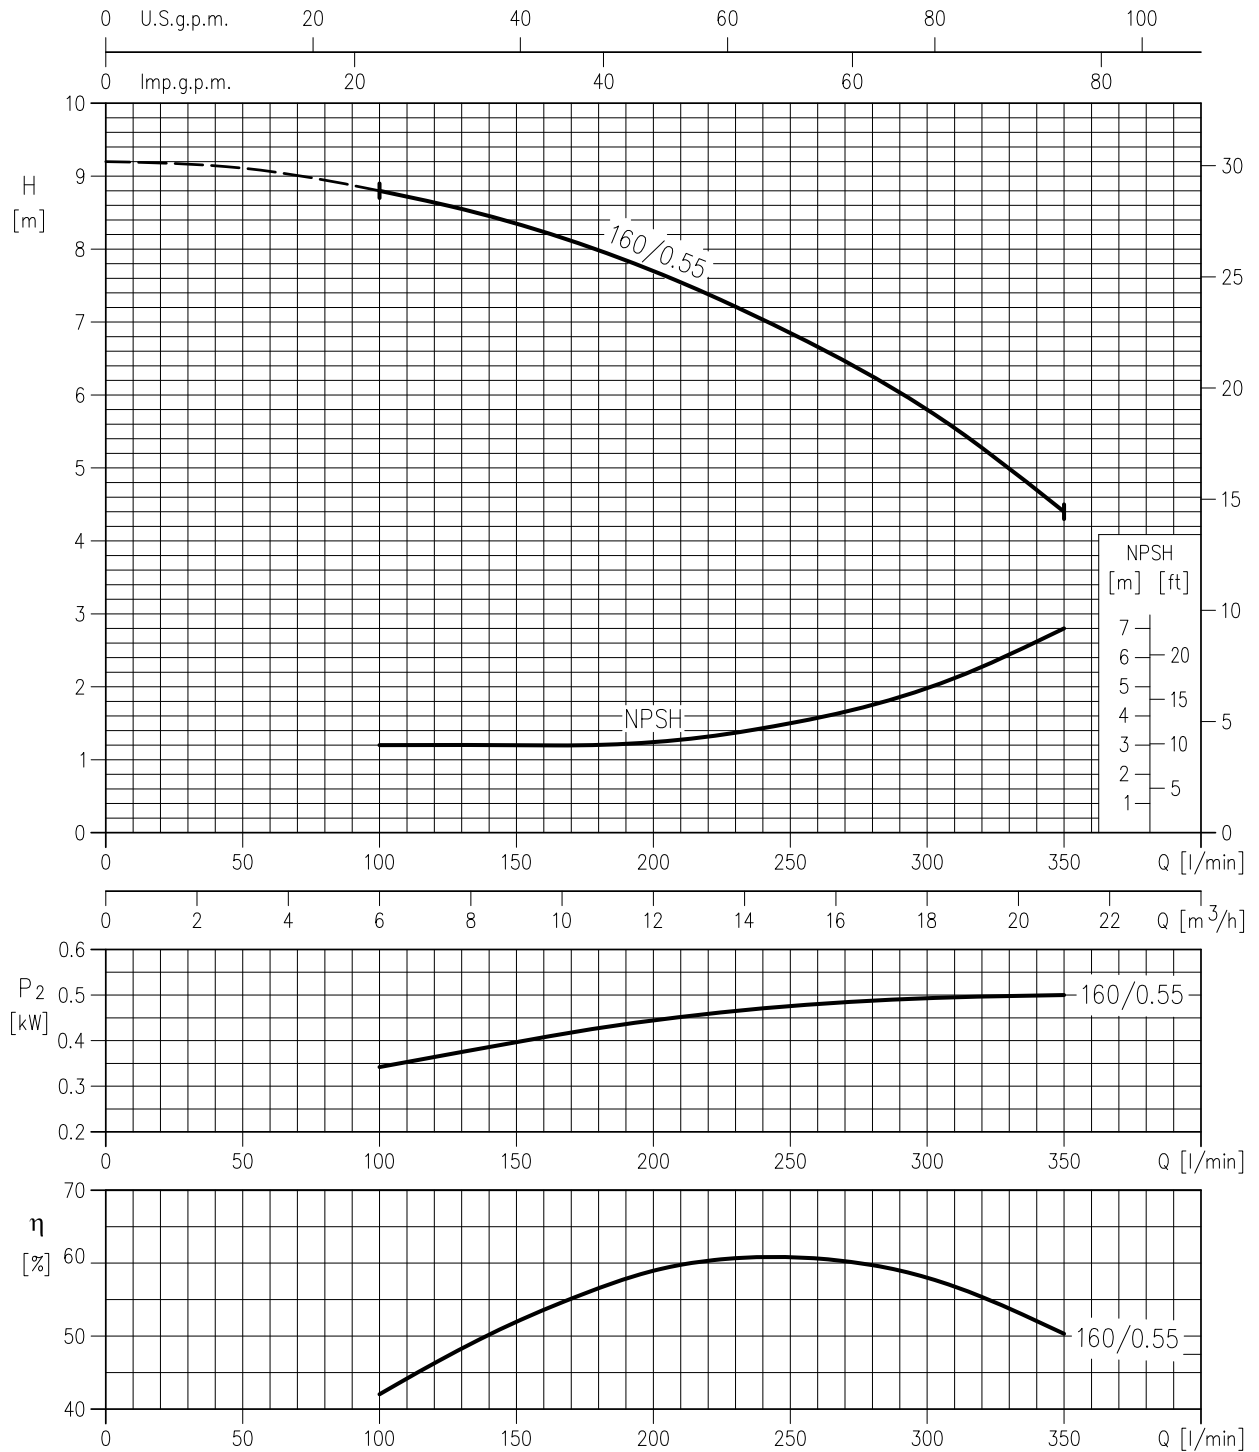 0 U.S.g.p.m. 20 40 60 80 100
0 Imp.g.p.m. 20 40 60 80
10
H
[m]
9
8
7
6
5
4
3
2
1
0
30
25
20
15
10
5
0
160/0.55
NPSH
NPSH
[m] [ft]
7
6 20
5 15
4
3 10
2 5
1
0 50 100 150 200 250 300 350 Q [l/min]
0 2 4 6 8 10 12 14 16 18 20 22 Q [m³/h]
P2
[kW]
0.6
0.5
0.4
0.3
0.2
160/0.55
0 50 100 150 200 250 300 350 Q [l/min]
η
[%]
70
60
50
40
160/0.55
0 50 100 150 200 250 300 350 Q [l/min]